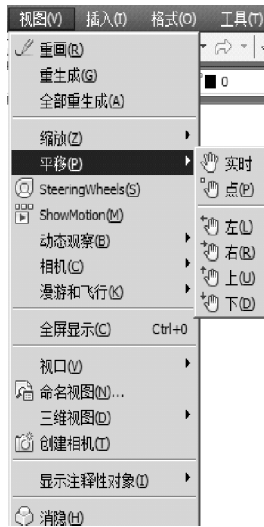 视图(V) 插入(I) 格式(O) 工具(T)
重画(R)
0
重生成(G)
全部重生成(A)
缩放(Z)
平移(P)
实时
SteeringWheels(S)
点(P)
ShowMotion(M)
左(L)
动态观察(B)
右(R)
相机(C)
上(U)
漫游和飞行(K)
下(D)
全屏显示(C) Ctrl+0
视口(V)
命名视图(N)...
三维视图(D)
创建相机(T)
显示注释性对象(I)
消隐(H)